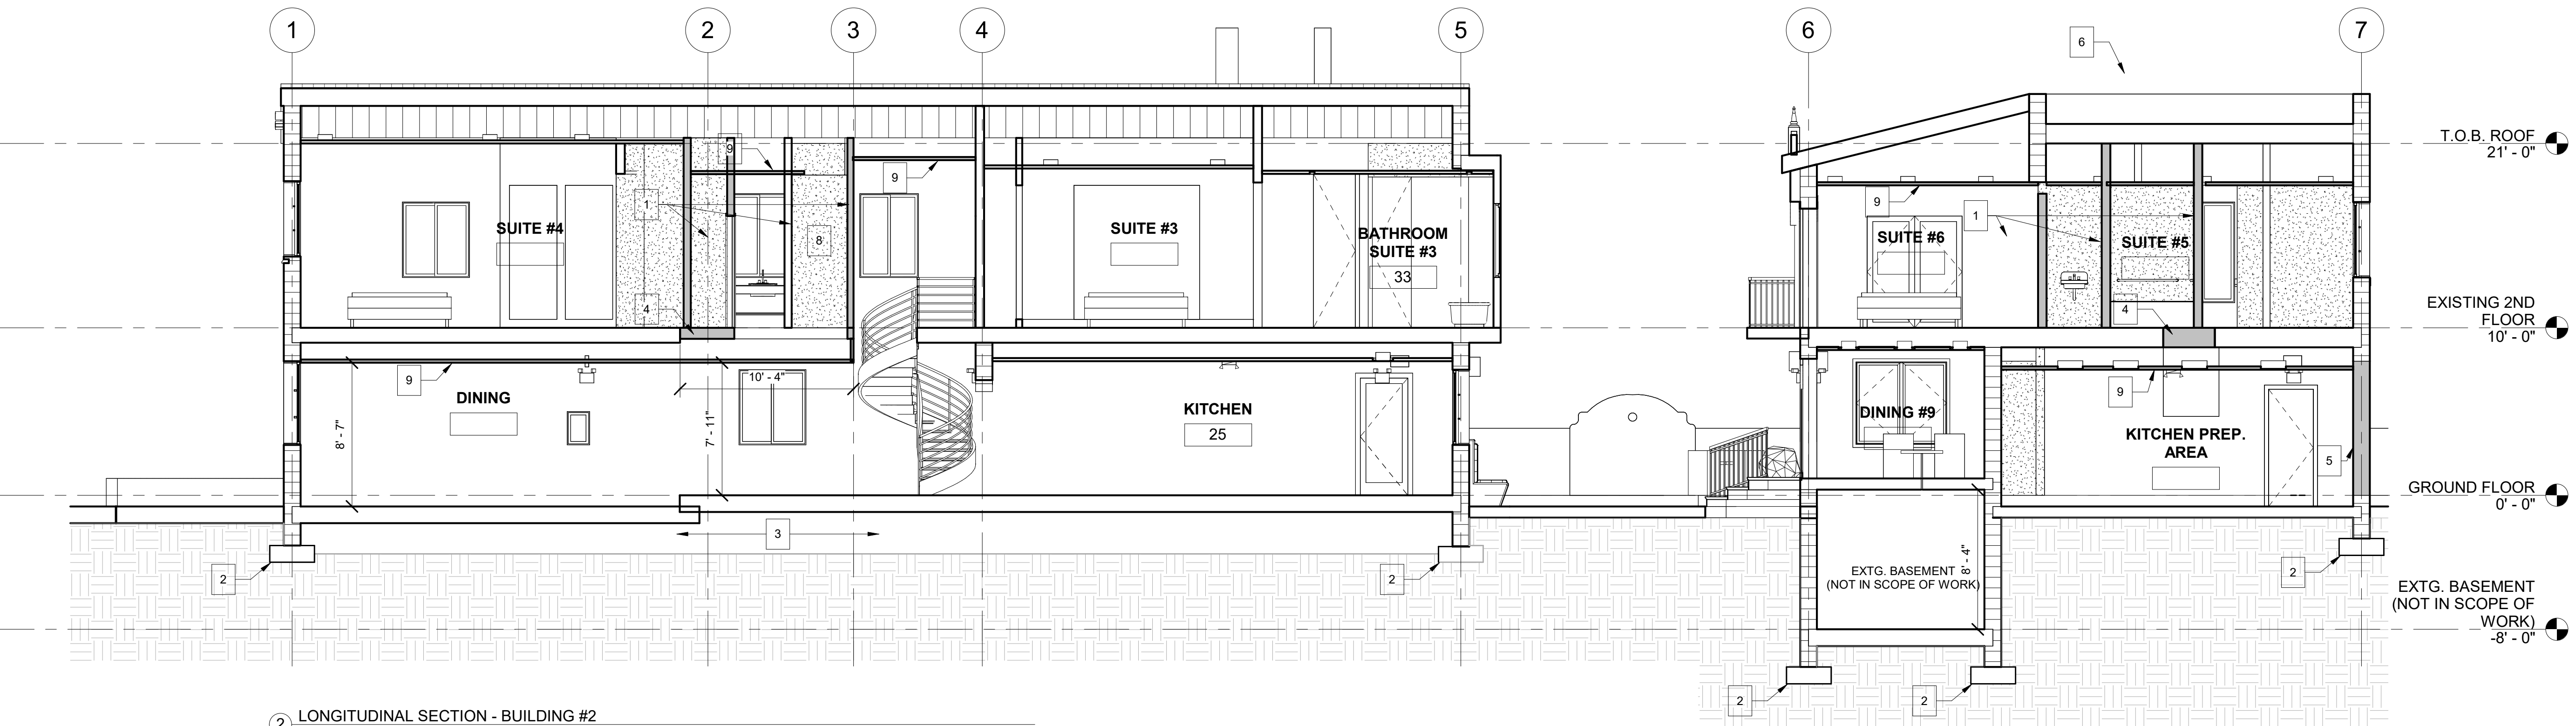 1
2
3
4
5
6
7
6
T.O.B. ROOF
21' - 0"
9
9
9
1
1
8
SUITE #4
SUITE #3
BATHROOM
SUITE #3
33
SUITE #6
SUITE #5
4
4
EXISTING 2ND
FLOOR
10' - 0"
9
10' - 4"
9
8' - 7"
7' - 11"
DINING
KITCHEN
25
DINING #9
KITCHEN PREP.
AREA
5
GROUND FLOOR
0' - 0"
3
2
2
2
EXTG. BASEMENT
(NOT IN SCOPE OF WORK)
8' - 4"
EXTG. BASEMENT
(NOT IN SCOPE OF
WORK)
-8' - 0"
2
2
2
LONGITUDINAL SECTION - BUILDING #2